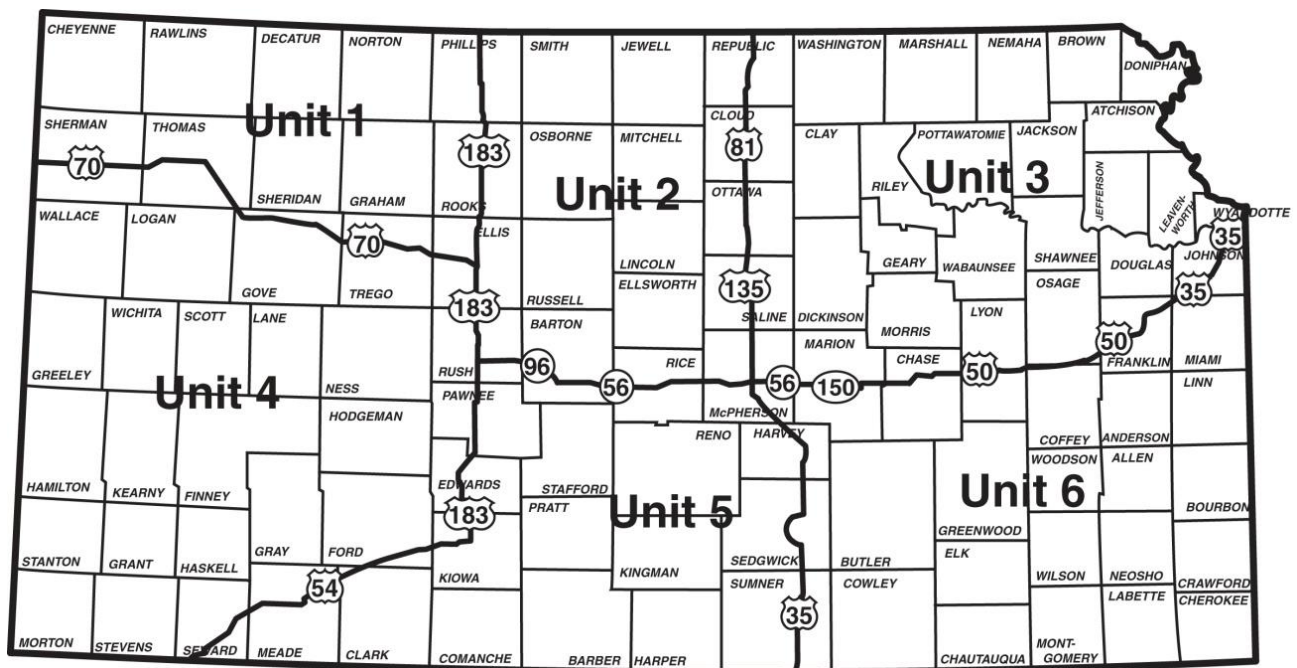 CHEYENNE RAWLINS DECATUR NORTON PHILLIPS SMITH JEWELL REPUBLIC WASHINGTON MARSHALL NEMAHA BROWN
DONIPHAN
ATCHISON
Unit 1
SHERMAN THOMAS OSBORNE MITCHELL CLOUD CLAY POTTAWATOMIE JACKSON
183 81
70
Unit 2 Unit 3
SHERIDAN GRAHAM ROOKS OTTAWA RILEY JEFFERSON LEAVEN-
WORTH
WALLACE LOGAN ELLIS WYANDOTTE
70 35
LINCOLN GEARY WABAUNSEE SHAWNEE DOUGLAS JOHNSON
GOVE TREGO ELLSWORTH OSAGE
183 135 35
RUSSELL
WICHITA SCOTT LANE BARTON SALINE DICKINSON MORRIS LYON
50
GREELEY RUSH 96 RICE MARION CHASE FRANKLIN MIAMI
56 56 150 50
Unit 4
NESS PAWNEE LINN
HODGEMAN McPHERSON
RENO HARVEY COFFEY ANDERSON
HAMILTON KEARNY FINNEY EDWARDS STAFFORD WOODSON ALLEN
183 PRATT Unit 5 Unit 6 BOURBON
GREENWOOD
STANTON GRANT HASKELL GRAY FORD KIOWA KINGMAN SEDGWICK BUTLER ELK
54 SUMNER COWLEY WILSON NEOSHO CRAWFORD
35 LABETTE CHEROKEE
MORTON STEVENS SEWARD MEADE CLARK COMANCHE BARBER HARPER CHAUTAUQUA MONT-
GOMERY